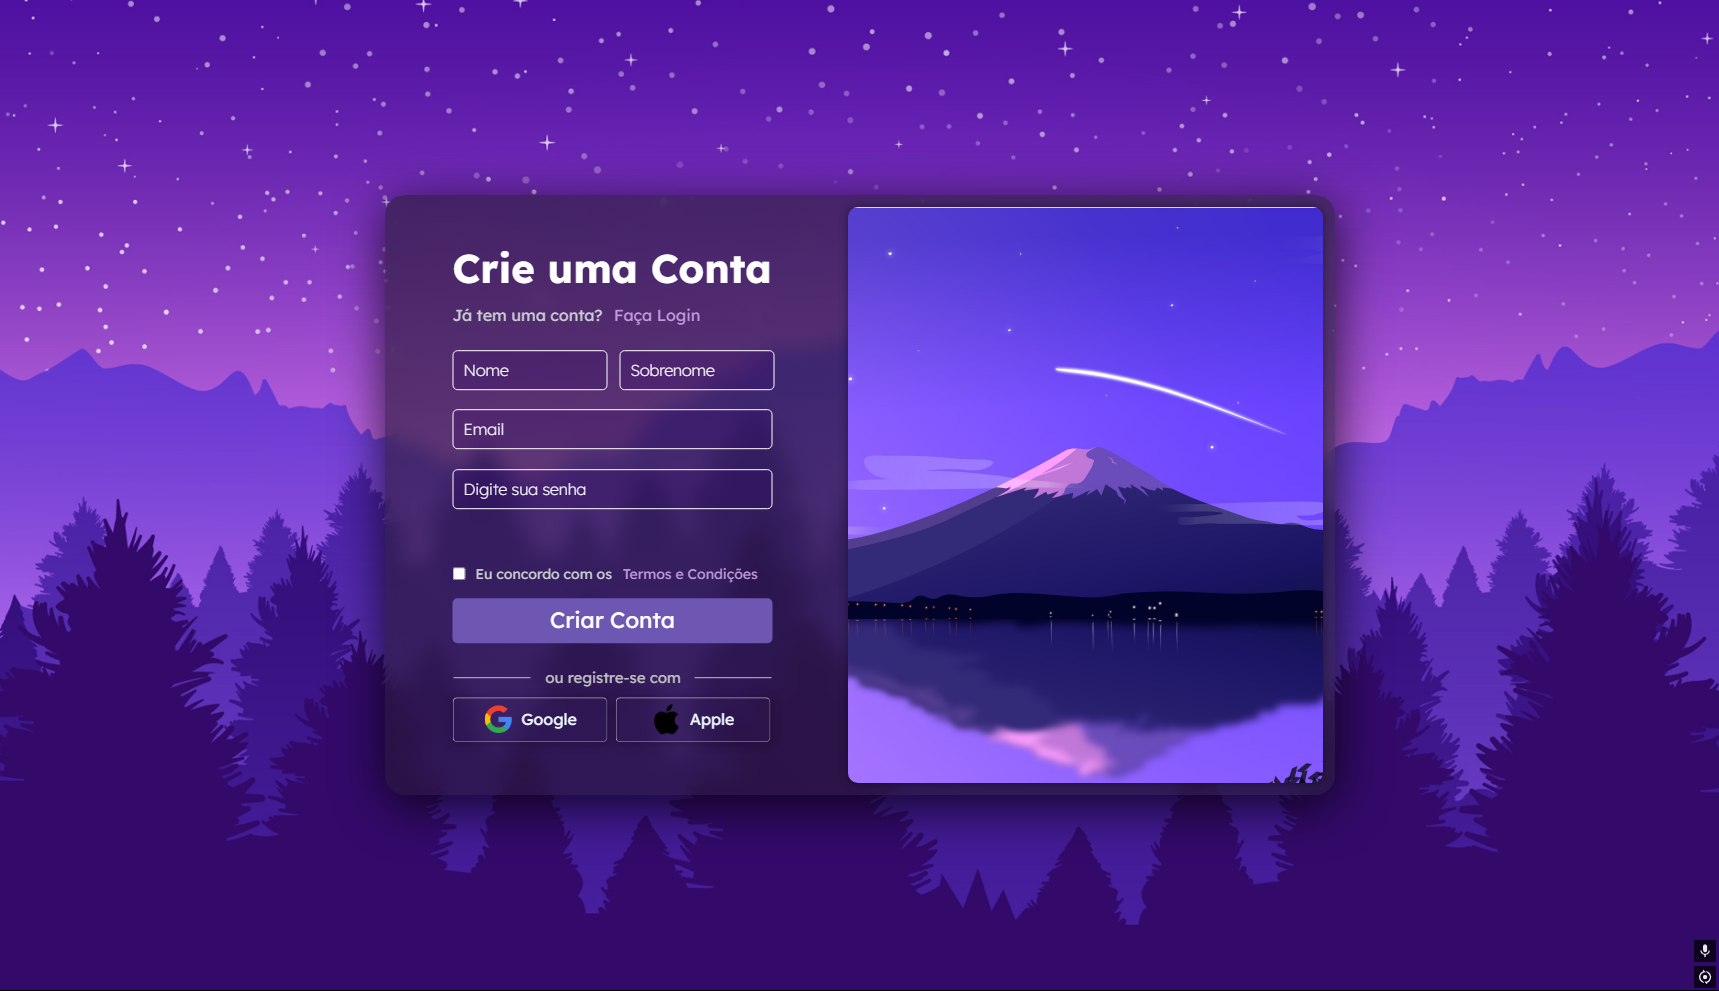 Crie uma Conta
Já tem uma conta? Faça Login
Nome Sobrenome
Email
Digite sua senha
Eu concordo com os Termos e Condições
Criar Conta
ou registre-se com
Google Apple